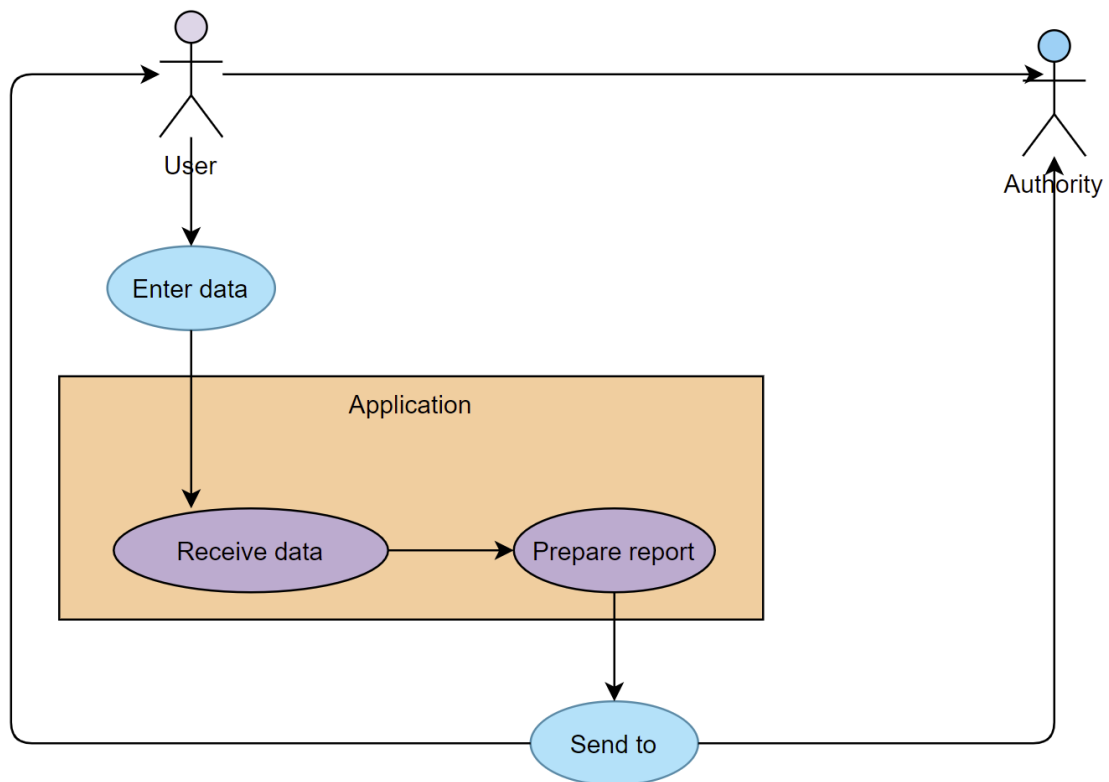 User
Authority
Enter data
Application
Receive data
Prepare report
Send to